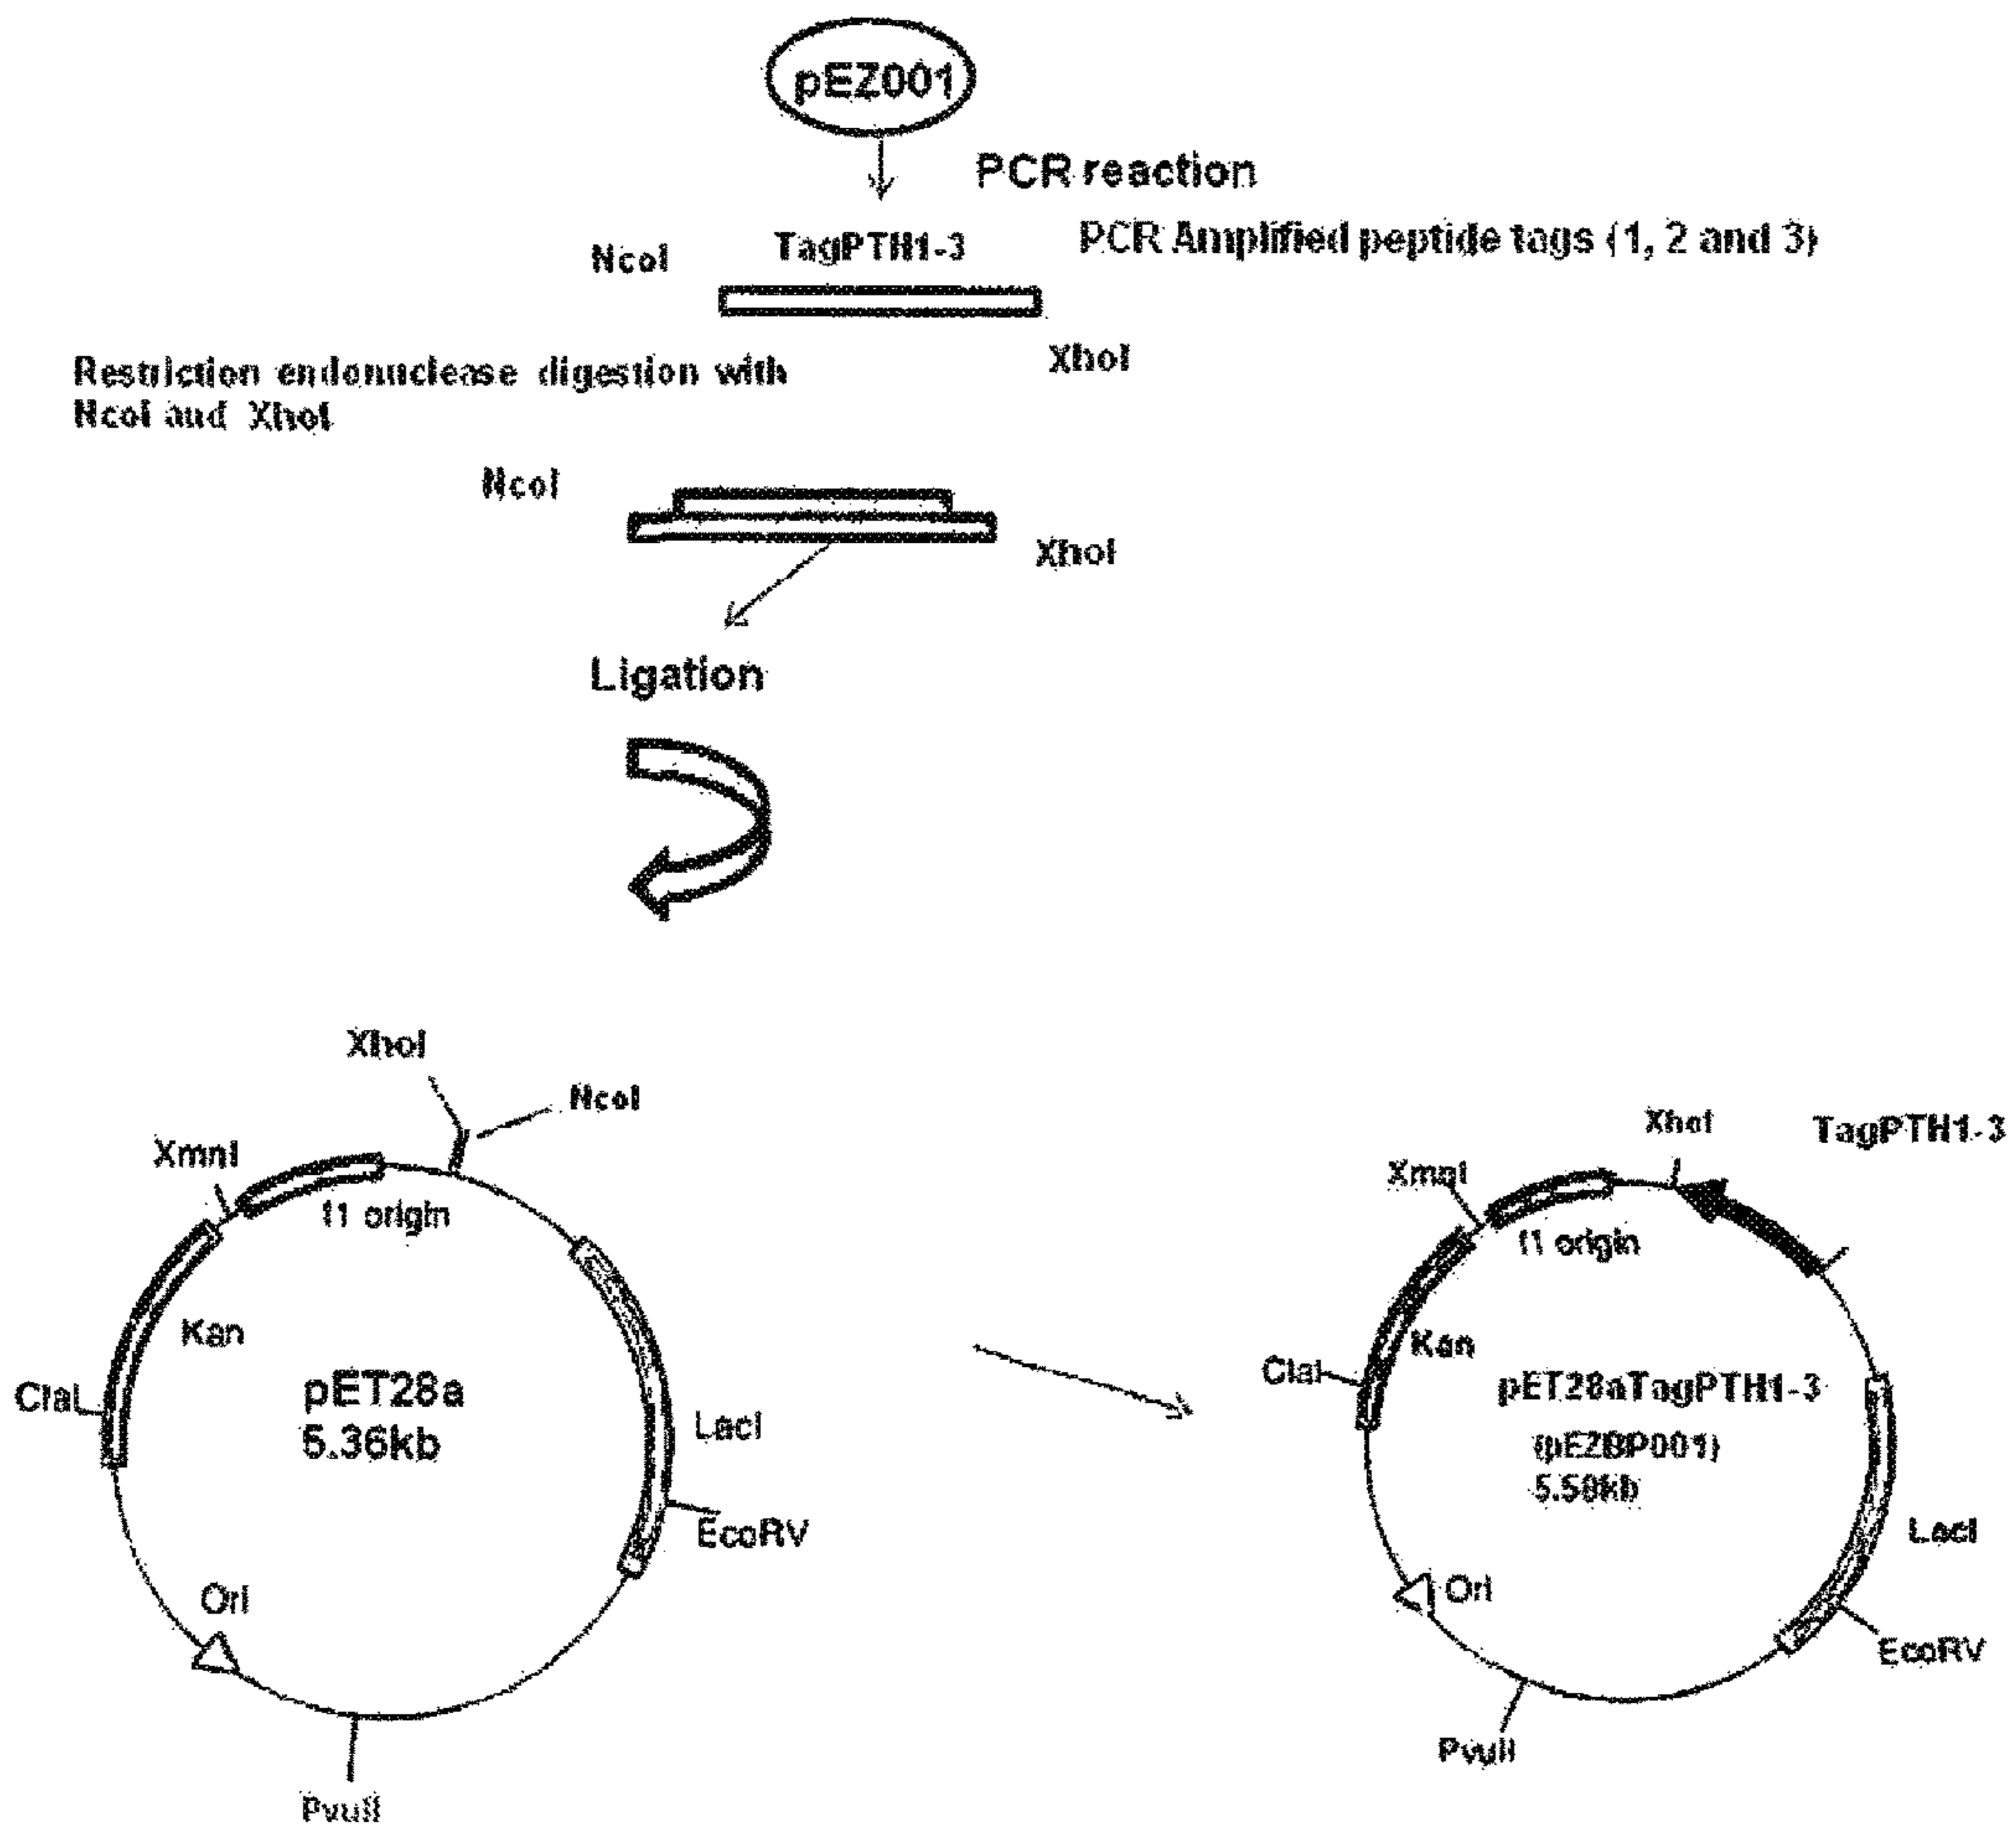 pEZ001
PCR reaction
NcoI
TagPTH1-3
PCR Amplified peptide tags (1, 2 and 3)
XhoI
Restriction endonuclease digestion with
NcoI and XhoI
NcoI
XhoI
Ligation
XhoI
NcoI
XmnI
f1 origin
Kan
ClaI
pET28a
5.36kb
LacI
EcoRV
Ori
PvuII
XhoI
TagPTH1-3
XmnI
f1 origin
Kan
ClaI
pET28aTagPTH1-3
(pEZBP001)
5.50kb
LacI
EcoRV
Ori
PvuII